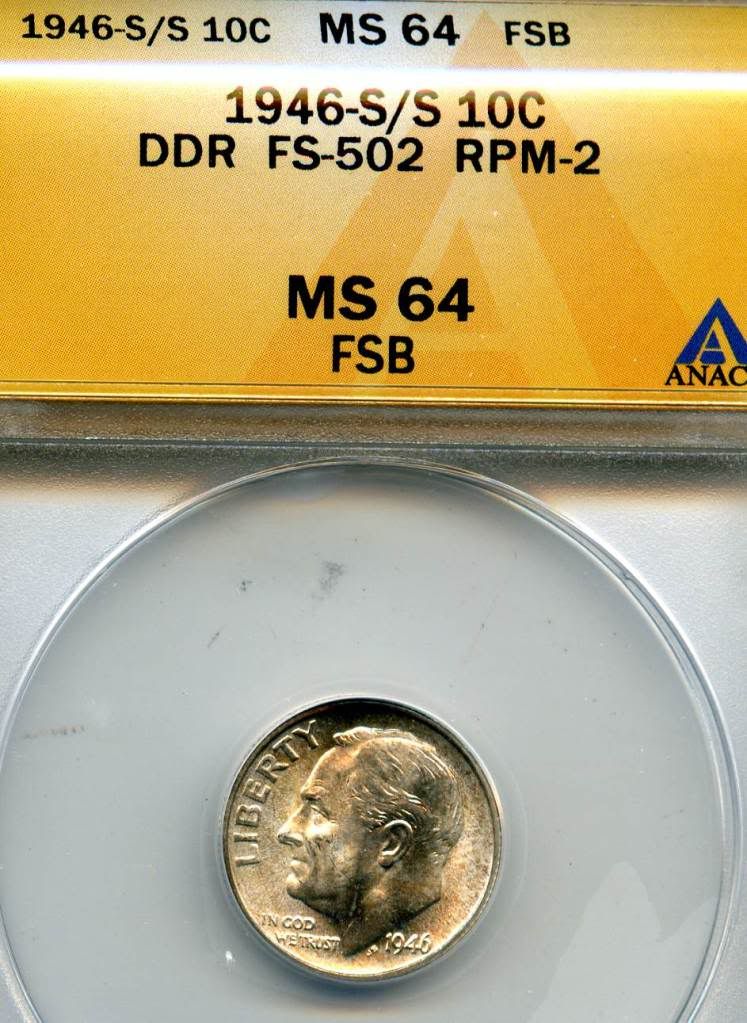 1946-S/S 10C MS 64 FSB
1946-S/S 10C
DDR FS-502 RPM-2
MS 64
FSB
ANAC
LIBERTY
IN GOD
WE TRUST
JS 1946